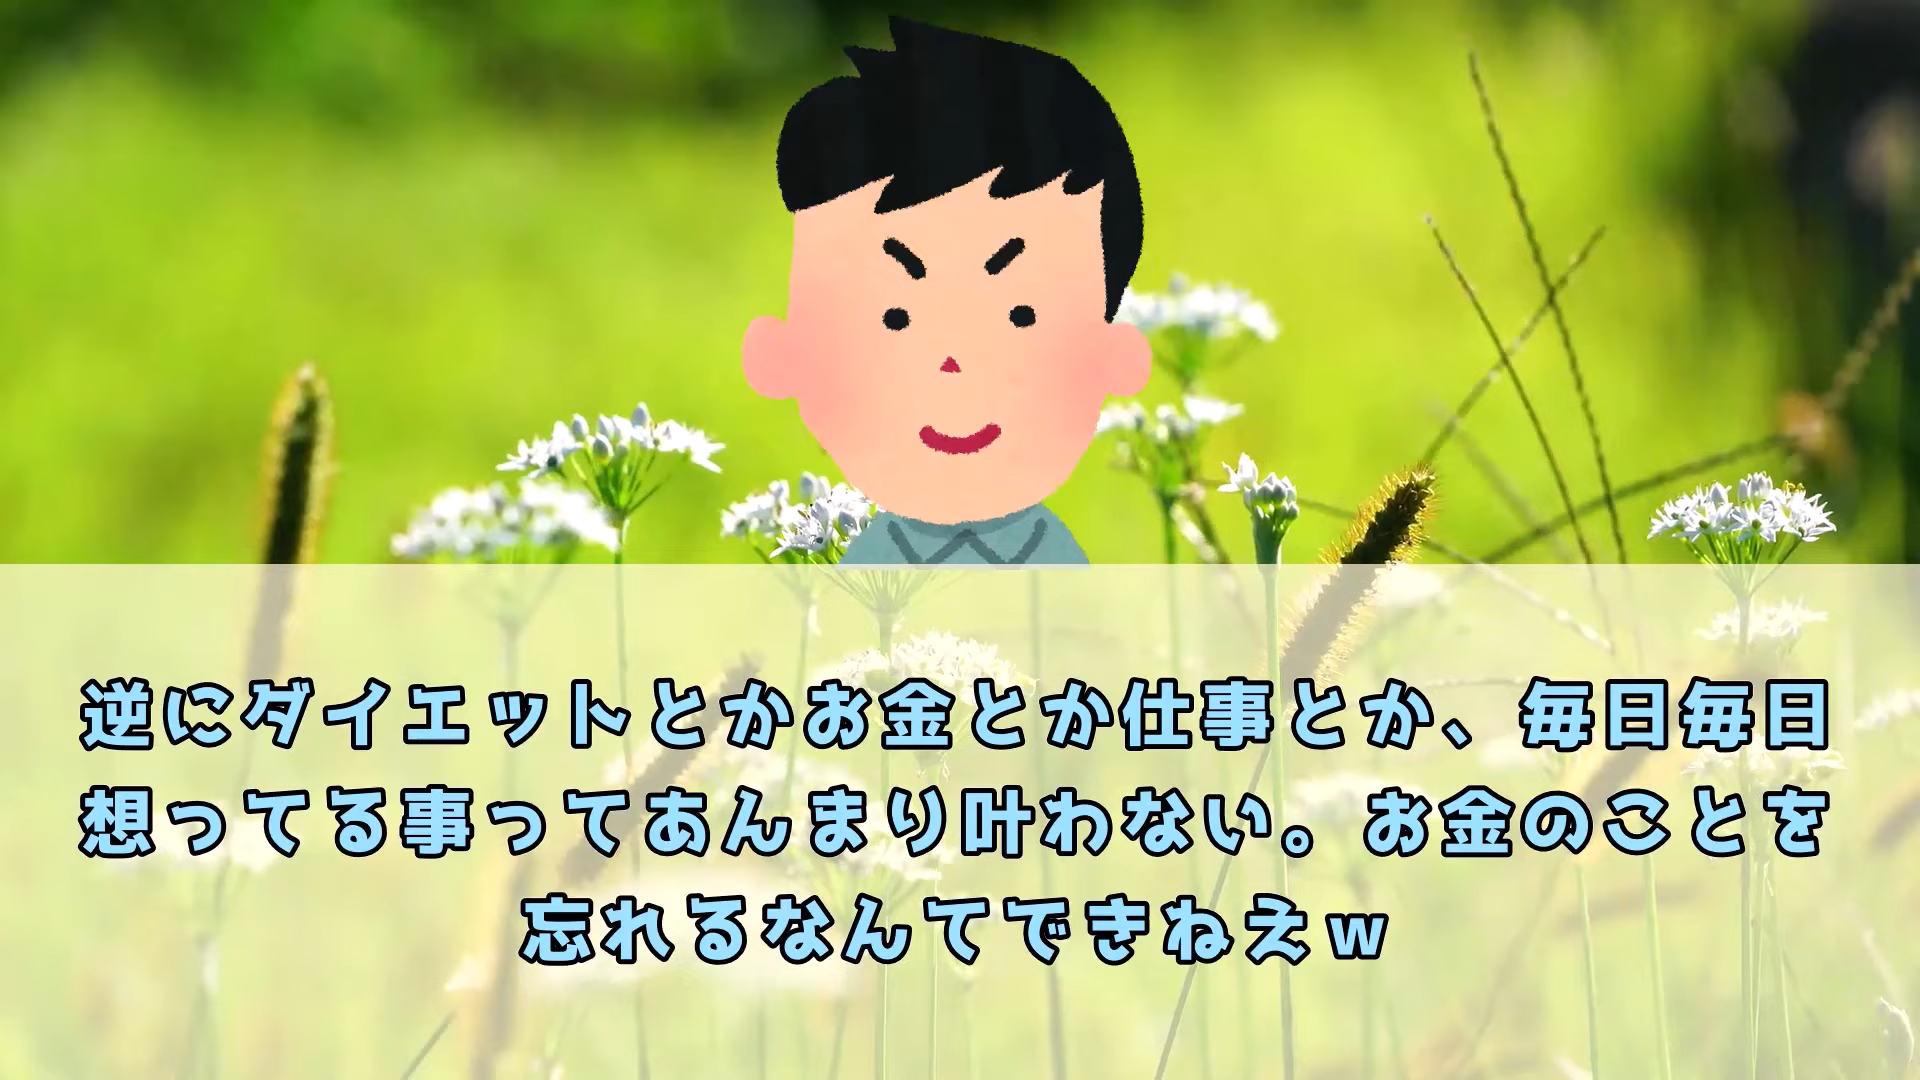 逆にダイエットとかお金とか仕事とか、毎日毎日
想ってる事ってあんまり叶わない。お金のことを
忘れるなんてできねえｗ